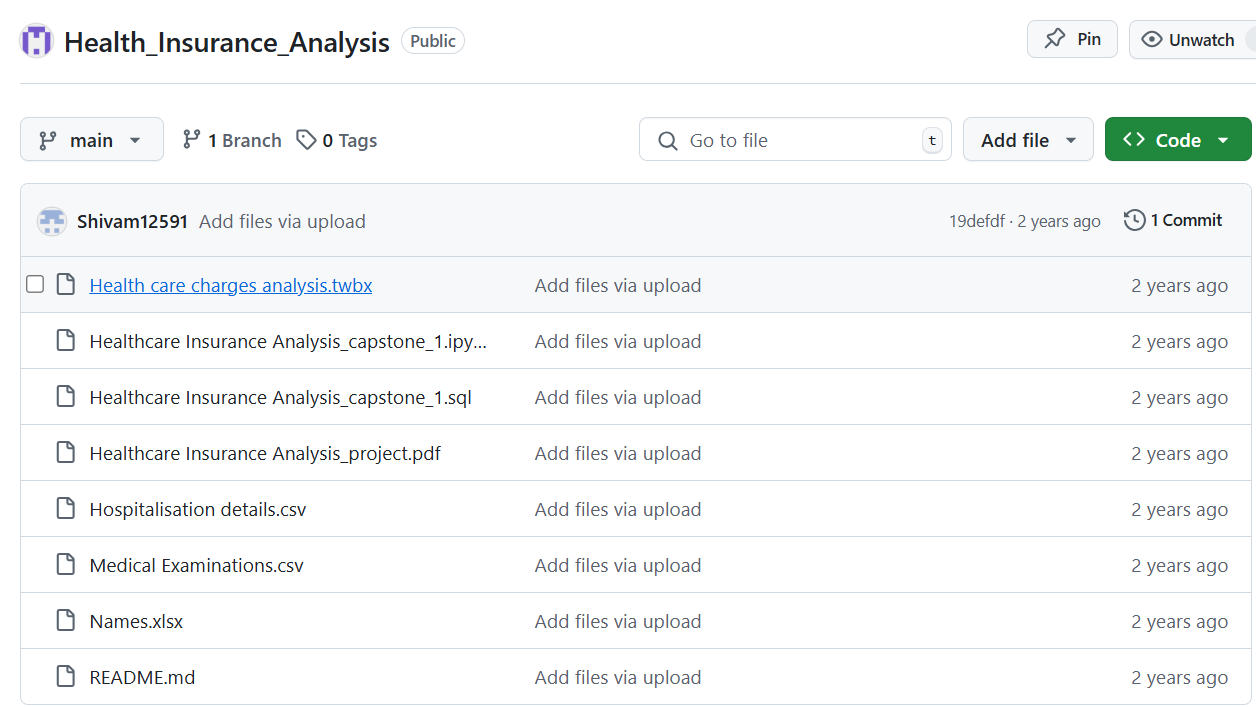 Health_Insurance_Analysis Public Pin Unwatch
main 1 Branch 0 Tags Go to file t Add file Code
Shivam12591 Add files via upload 19defdf · 2 years ago 1 Commit
Health care charges analysis.twbx Add files via upload 2 years ago
Healthcare Insurance Analysis_capstone_1.ipy... Add files via upload 2 years ago
Healthcare Insurance Analysis_capstone_1.sql Add files via upload 2 years ago
Healthcare Insurance Analysis_project.pdf Add files via upload 2 years ago
Hospitalisation details.csv Add files via upload 2 years ago
Medical Examinations.csv Add files via upload 2 years ago
Names.xlsx Add files via upload 2 years ago
README.md Add files via upload 2 years ago